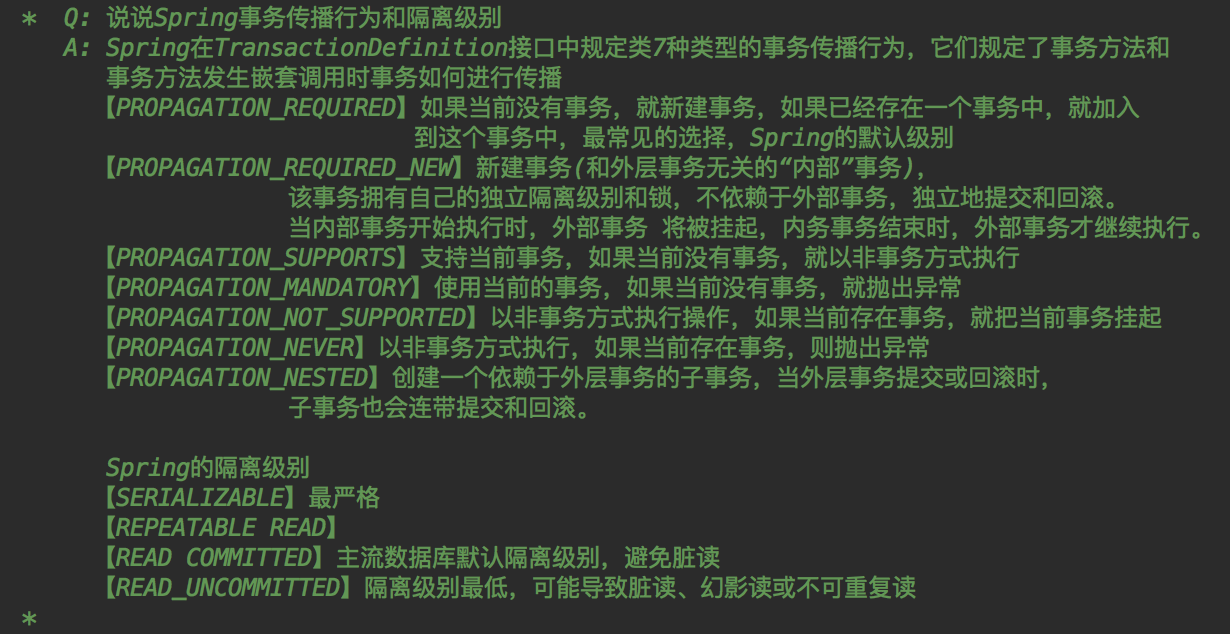 * Q: 说说Spring事务传播行为和隔离级别
A: Spring在TransactionDefinition接口中规定类7种类型的事务传播行为，它们规定了事务方法和
事务方法发生嵌套调用时事务如何进行传播
【PROPAGATION_REQUIRED】如果当前没有事务，就新建事务，如果已经存在一个事务中，就加入
到这个事务中，最常见的选择，Spring的默认级别
【PROPAGATION_REQUIRED_NEW】新建事务(和外层事务无关的“内部”事务)，
该事务拥有自己的独立隔离级别和锁，不依赖于外部事务，独立地提交和回滚。
当内部事务开始执行时，外部事务 将被挂起，内务事务结束时，外部事务才继续执行。
【PROPAGATION_SUPPORTS】支持当前事务，如果当前没有事务，就以非事务方式执行
【PROPAGATION_MANDATORY】使用当前的事务，如果当前没有事务，就抛出异常
【PROPAGATION_NOT_SUPPORTED】以非事务方式执行操作，如果当前存在事务，就把当前事务挂起
【PROPAGATION_NEVER】以非事务方式执行，如果当前存在事务，则抛出异常
【PROPAGATION_NESTED】创建一个依赖于外层事务的子事务，当外层事务提交或回滚时，
子事务也会连带提交和回滚。
Spring的隔离级别
【SERIALIZABLE】最严格
【REPEATABLE READ】
【READ COMMITTED】主流数据库默认隔离级别，避免脏读
【READ_UNCOMMITTED】隔离级别最低，可能导致脏读、幻影读或不可重复读
*